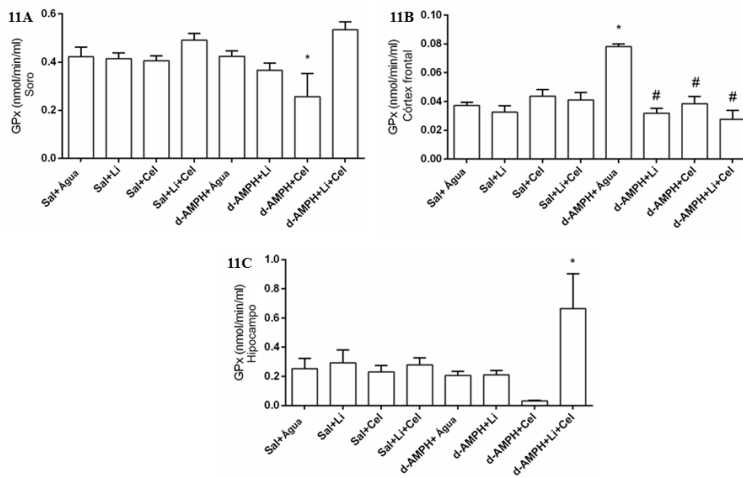 11A
GPx (nmol/min/ml)
Soro
0.6
0.4
0.2
0.0
*
Sal+Água
Sal+Li
Sal+Cel
Sal+Li+Cel
d-AMPH+Água
d-AMPH+Li
d-AMPH+Cel
d-AMPH+Li+Cel
11B
GPx (nmol/min/ml)
Córtex frontal
0.10
0.08
0.06
0.04
0.02
0.00
*
#
#
#
Sal+ Água
Sal+Li
Sal+Cel
Sal+Li+Cel
d-AMPH+Água
d-AMPH+Li
d-AMPH+Cel
d-AMPH+Li+Cel
11C
GPx (nmol/min/ml)
Hipocampo
1.0
0.8
0.6
0.4
0.2
0.0
*
Sal+Água
Sal+Li
Sal+Cel
Sal+Li+Cel
d-AMPH+ Água
d-AMPH+Li
d-AMPH+Cel
d-AMPH+Li+Cel